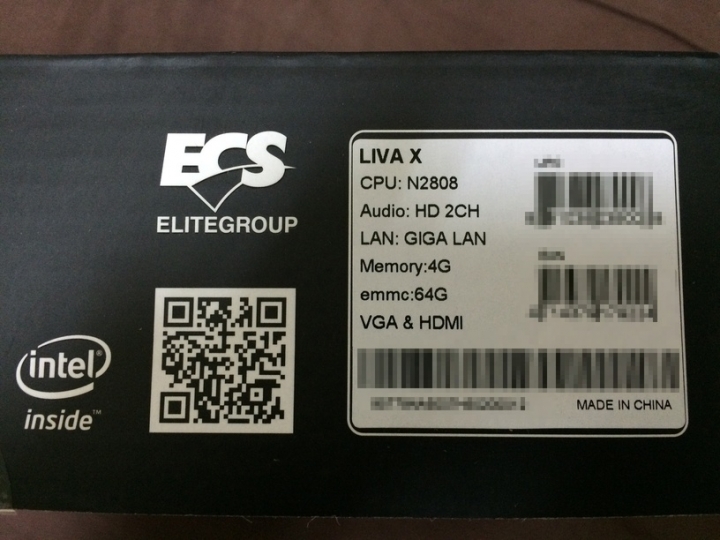 ECS
ELITEGROUP
intel
inside™
LIVA X
CPU: N2808
Audio: HD 2CH
LAN: GIGA LAN
Memory:4G
emmc:64G
VGA & HDMI
MADE IN CHINA